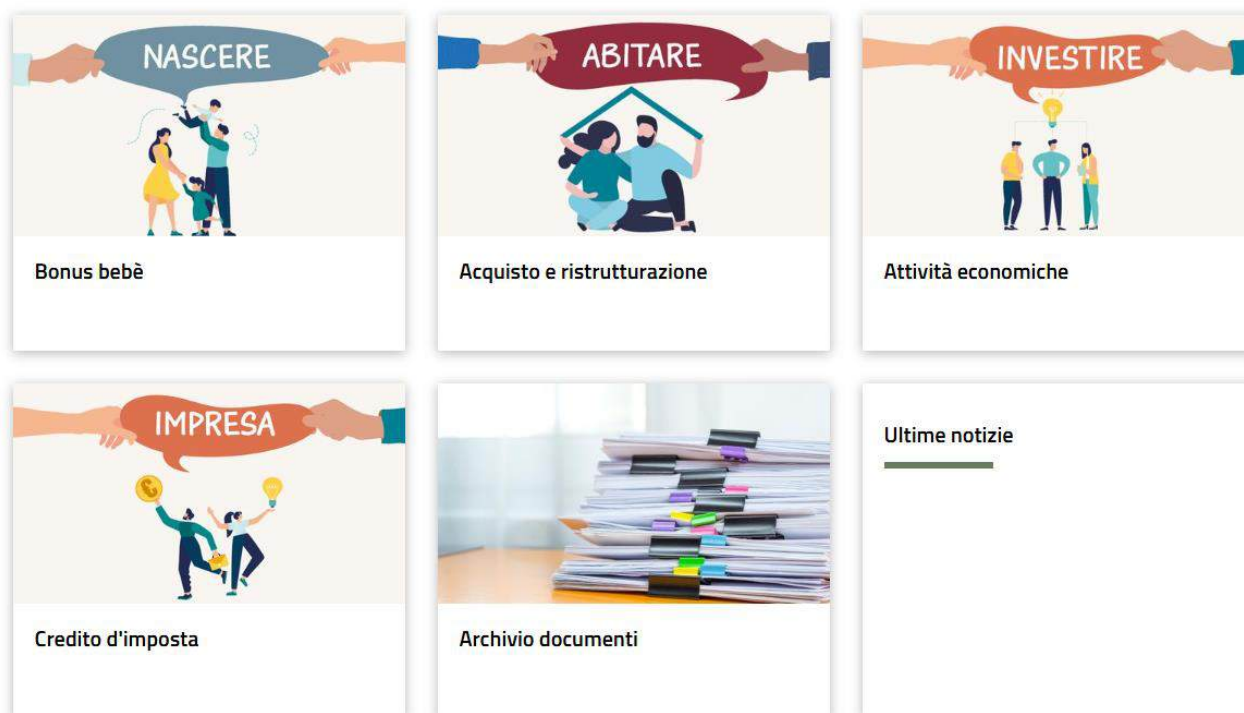 NASCERE
ABITARE
INVESTIRE
Bonus bebè
Acquisto e ristrutturazione
Attività economiche
IMPRESA
Ultime notizie
Credito d'imposta
Archivio documenti